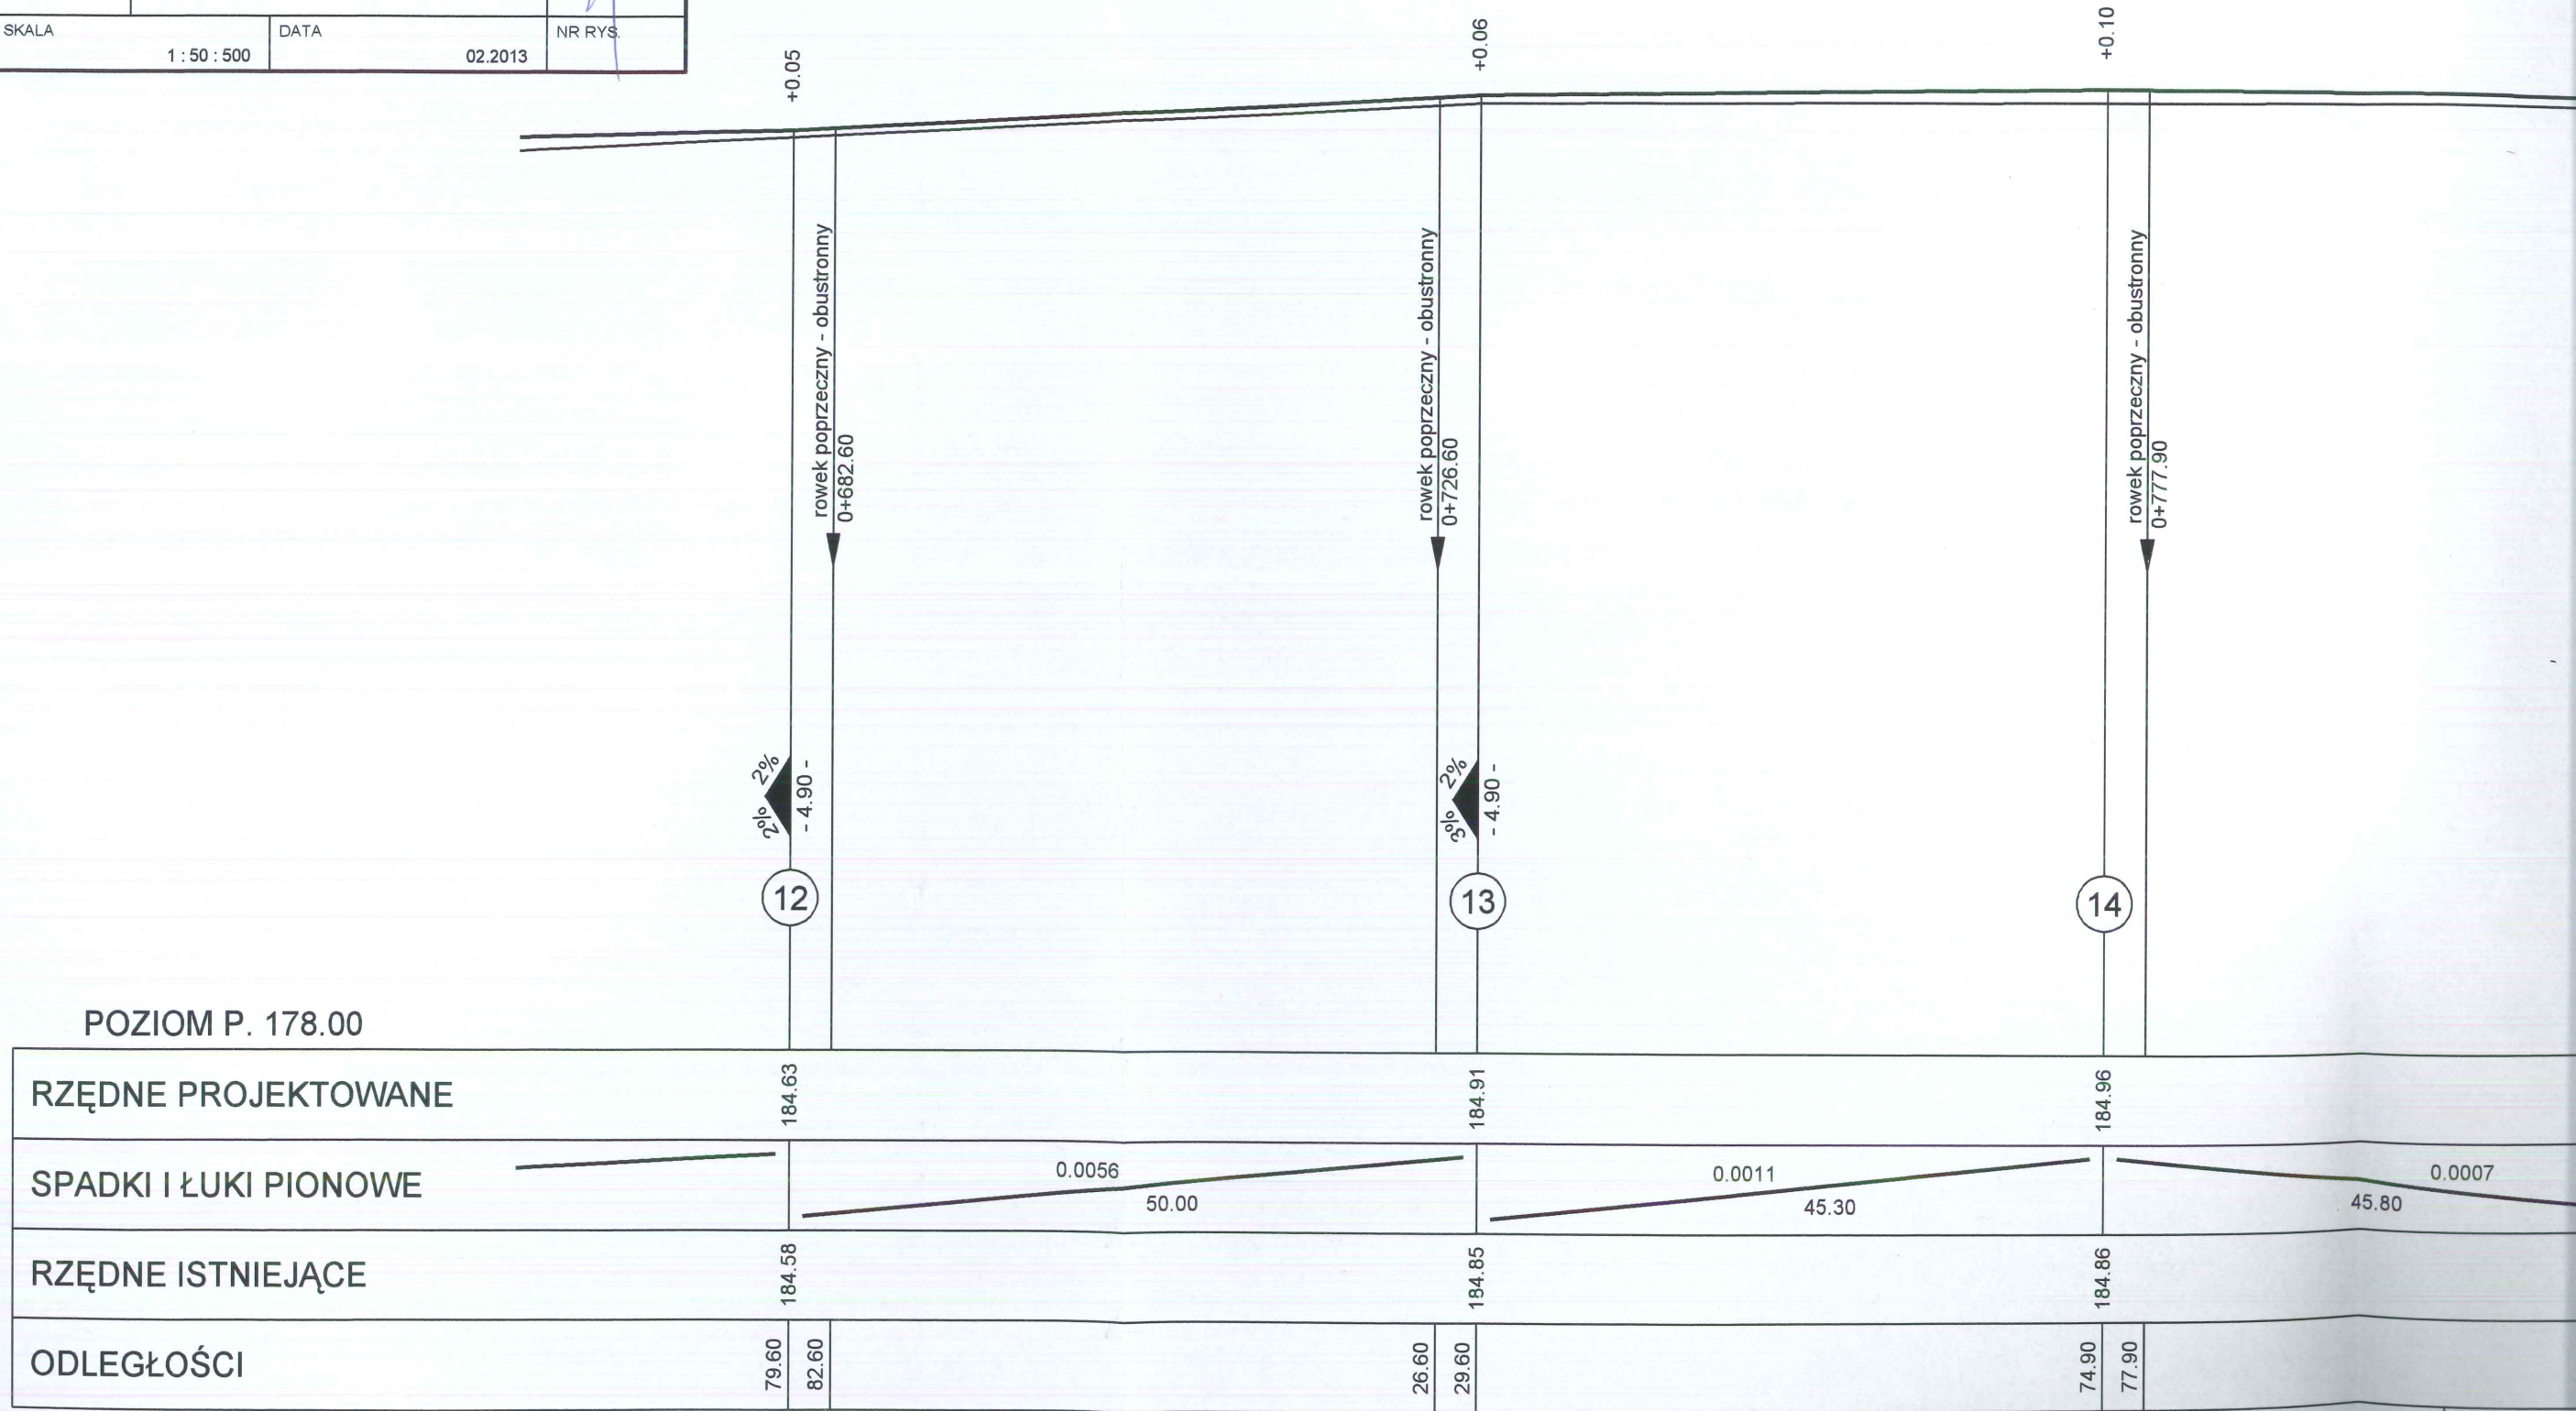 SKALA
1 : 50 : 500
DATA
02.2013
NR RYS.
+0.05
+0.06
+0.10
rowek poprzeczny - obustronny
0+682.60
rowek poprzeczny - obustronny
0+726.60
rowek poprzeczny - obustronny
0+777.90
2%
2%
- 4.90 -
2%
3%
- 4.90 -
12
13
14
POZIOM P. 178.00
RZĘDNE PROJEKTOWANE
184.63
184.91
184.96
SPADKI I ŁUKI PIONOWE
0.0056
50.00
0.0011
45.30
0.0007
45.80
RZĘDNE ISTNIEJĄCE
184.58
184.85
184.86
ODLEGŁOŚCI
79.60
82.60
26.60
29.60
74.90
77.90